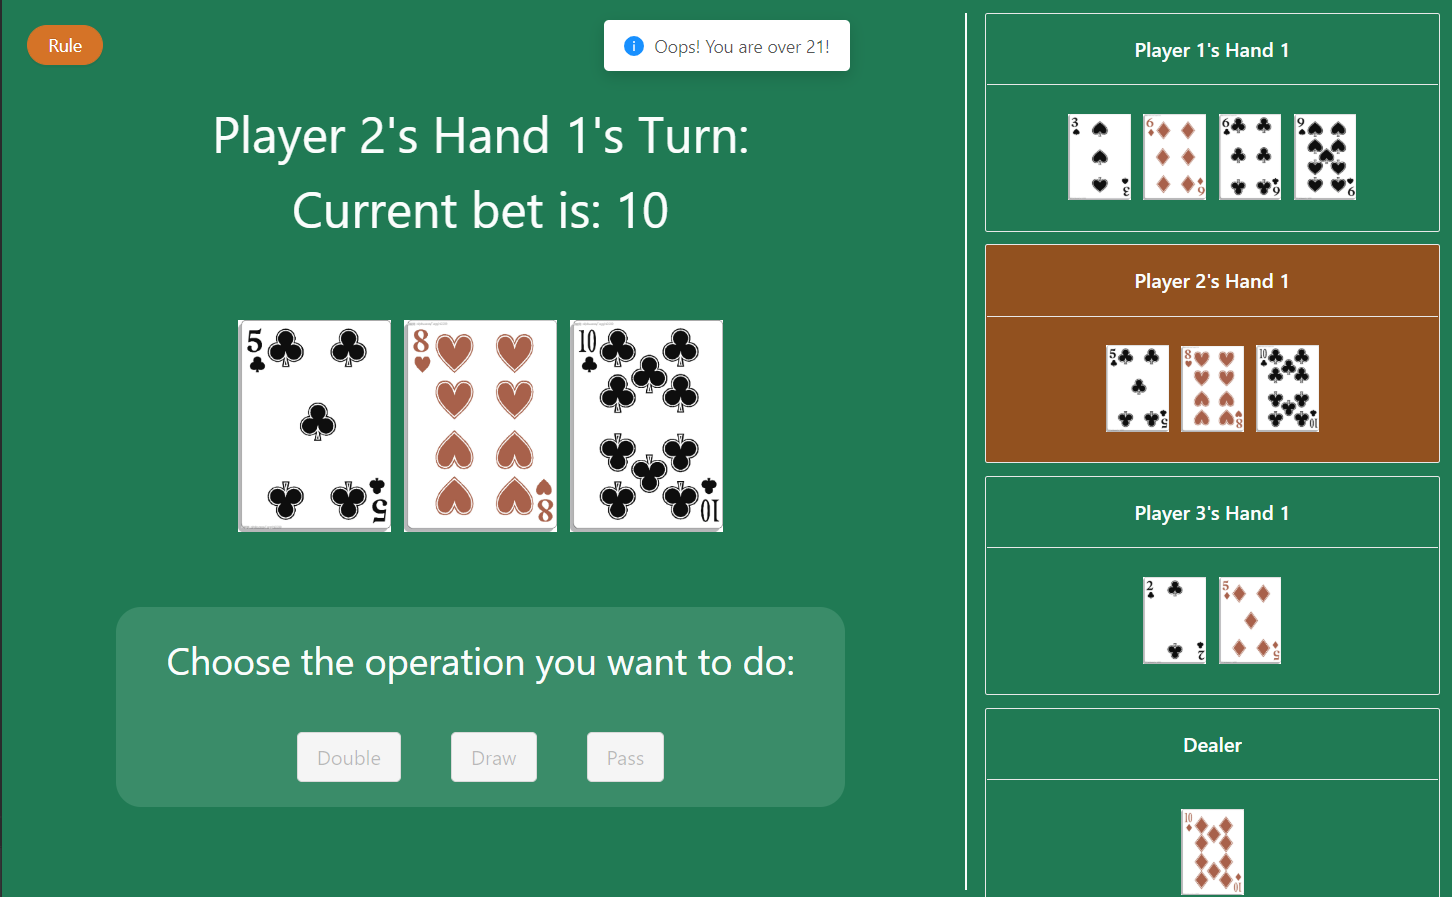 Rule
Oops! You are over 21!
Player 2's Hand 1's Turn:
Current bet is: 10
5
5
8
8
10
10
Choose the operation you want to do:
Double
Draw
Pass
Player 1's Hand 1
3
3
6
6
6
6
9
9
Player 2's Hand 1
5
5
8
8
10
10
Player 3's Hand 1
2
2
5
5
Dealer
10
10